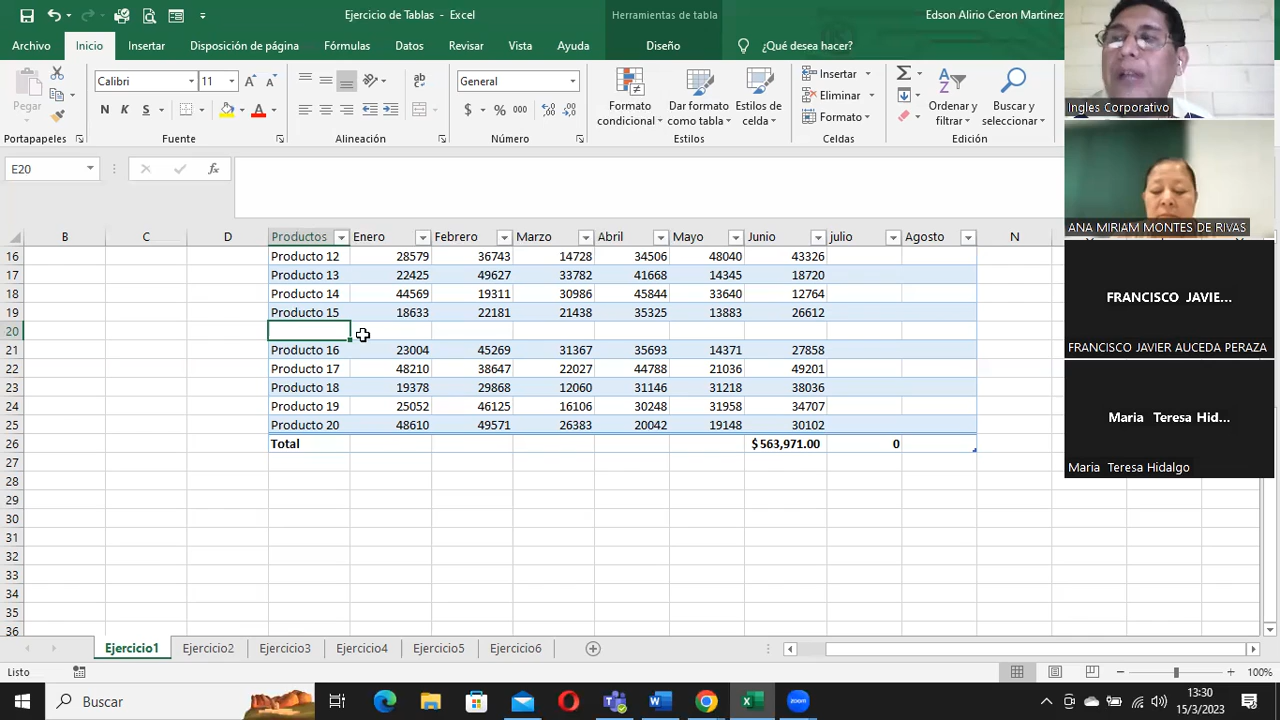 Ejercicio de Tablas - Excel
Herramientas de tabla
Edson Alirio Ceron Martinez
Archivo Inicio Insertar Disposición de página Fórmulas Datos Revisar Vista Ayuda Diseño ¿Qué desea hacer?
Pegar
Calibri 11
N K S
General
$ % 000
Formato condicional
Dar formato como tabla
Estilos de celda
Insertar
Eliminar
Formato
Ordenar y filtrar
Buscar y seleccionar
Portapapeles Fuente Alineación Número Estilos Celdas Edición
E20
fx
B C D Productos Enero Febrero Marzo Abril Mayo Junio julio Agosto N
16 Producto 12 28579 36743 14728 34506 48040 43326
17 Producto 13 22425 49627 33782 41668 14345 18720
18 Producto 14 44569 19311 30986 45844 33640 12764
19 Producto 15 18633 22181 21438 35325 13883 26612
20
21 Producto 16 23004 45269 31367 35693 14371 27858
22 Producto 17 48210 38647 22027 44788 21036 49201
23 Producto 18 19378 29868 12060 31146 31218 38036
24 Producto 19 25052 46125 16106 30248 31958 34707
25 Producto 20 48610 49571 26383 20042 19148 30102
26 Total $563,971.00 0
27
28
29
30
31
32
33
34
35
36
Ejercicio1 Ejercicio2 Ejercicio3 Ejercicio4 Ejercicio5 Ejercicio6
Listo
100%
Buscar
13:30
15/3/2023
Ingles Corporativo
ANA MIRIAM MONTES DE RIVAS
FRANCISCO JAVIE...
FRANCISCO JAVIER AUCEDA PERAZA
Maria Teresa Hid...
Maria Teresa Hidalgo